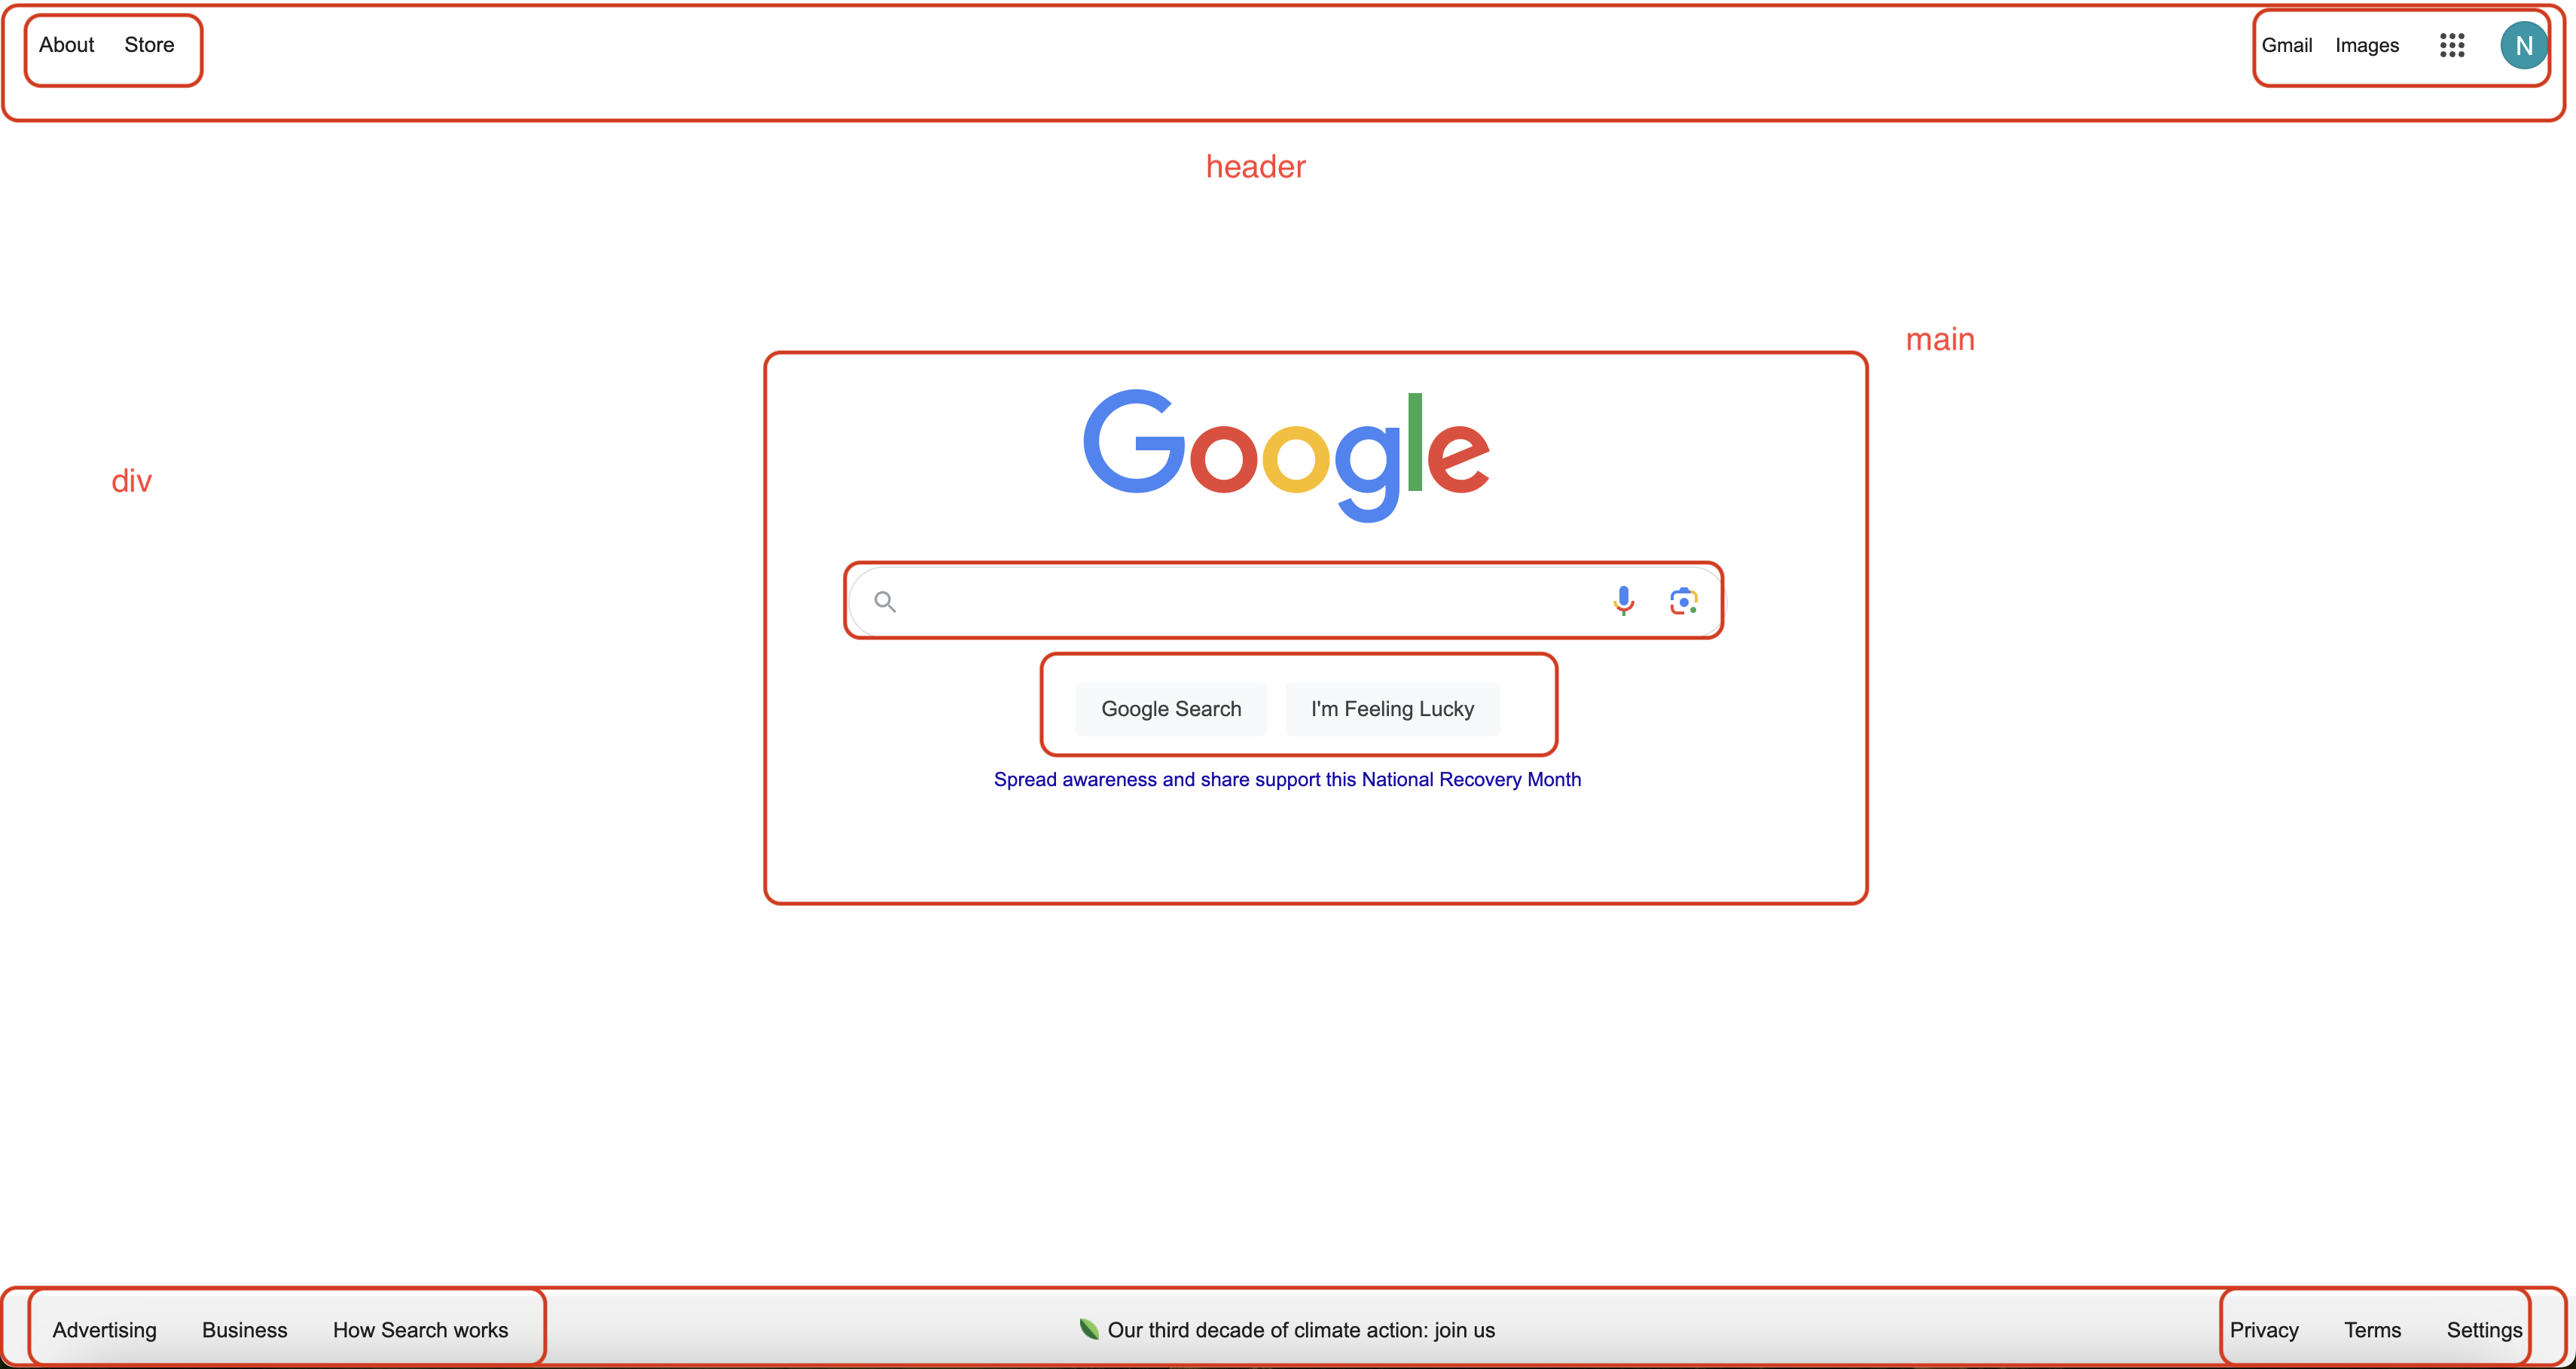 About Store
Gmail Images N
header
main
Google
div
Google Search I'm Feeling Lucky
Spread awareness and share support this National Recovery Month
Advertising Business How Search works
Our third decade of climate action: join us
Privacy Terms Settings